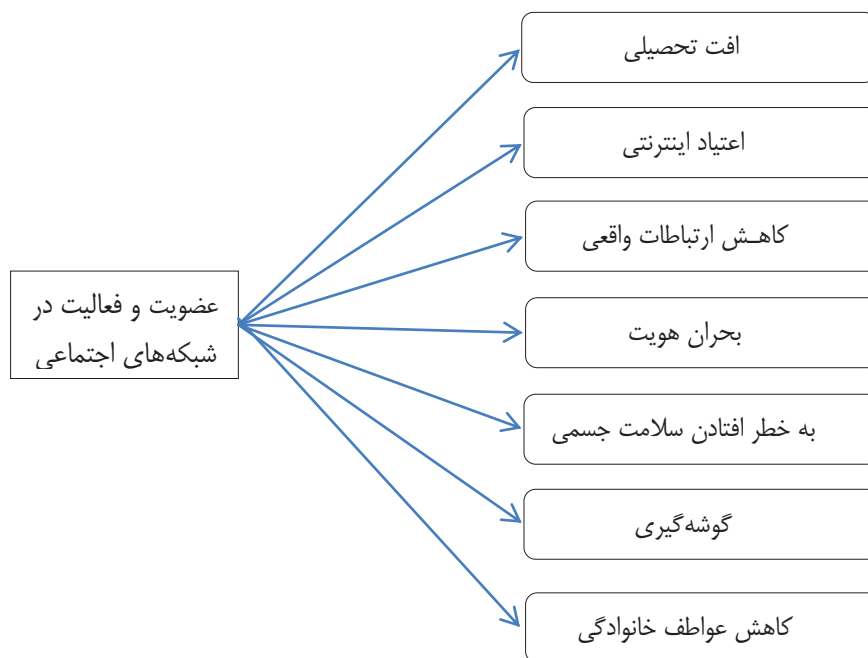 افت تحصیلی
اعتیاد اینترنتی
کاهش ارتباطات واقعی
عضویت و فعالیت در
شبکه‌های اجتماعی
بحران هویت
به خطر افتادن سلامت جسمی
گوشه‌گیری
کاهش عواطف خانوادگی